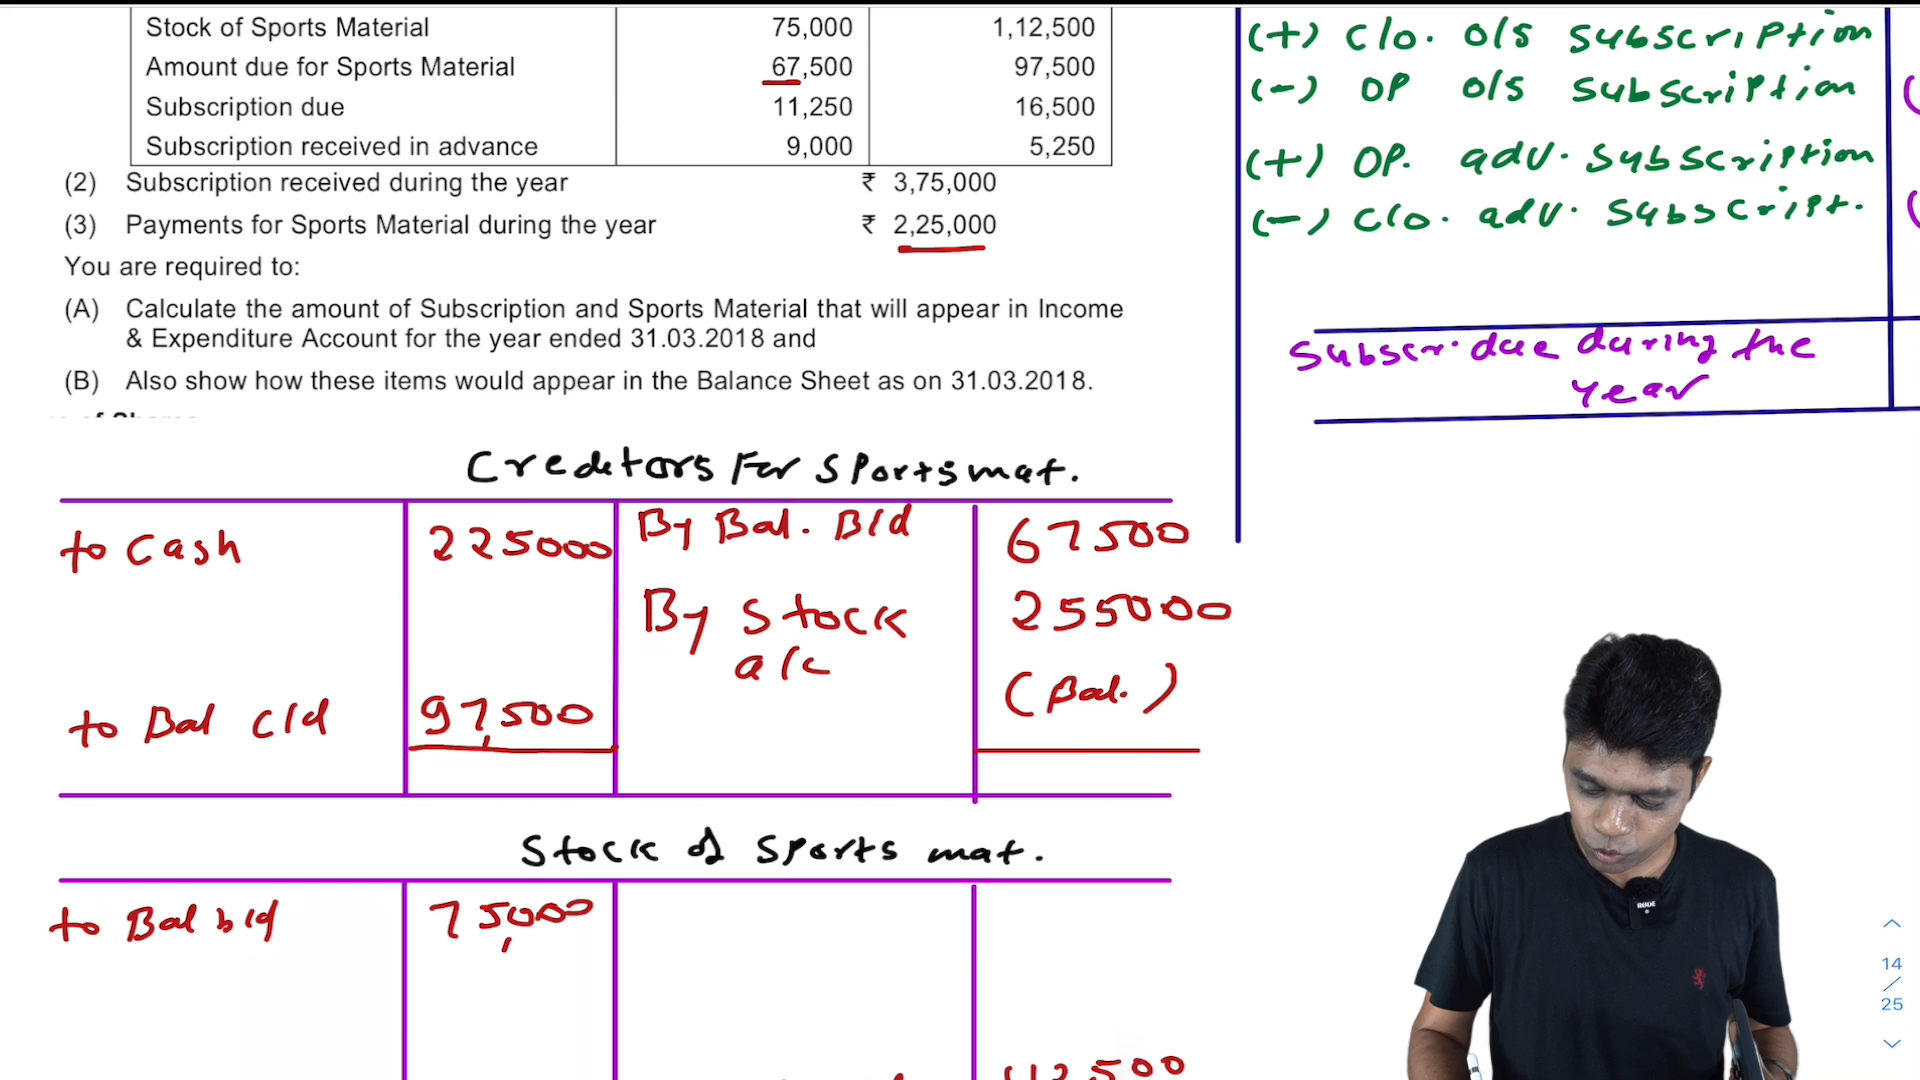 Stock of Sports Material 75,000 1,12,500
Amount due for Sports Material 67,500 97,500
Subscription due 11,250 16,500
Subscription received in advance 9,000 5,250
(2) Subscription received during the year ₹ 3,75,000
(3) Payments for Sports Material during the year ₹ 2,25,000
You are required to:
(A) Calculate the amount of Subscription and Sports Material that will appear in Income
& Expenditure Account for the year ended 31.03.2018 and
(B) Also show how these items would appear in the Balance Sheet as on 31.03.2018.
(+) Clo. o/s subscription
(-) OP o/s subscription
(+) OP. adv. subscription
(-) Clo. adv. subscript.
Subscr. due during the
year
Creditors For Sports mat.
to Cash 225000 By Bal. B/d 67500
By Stock 255000
a/c
(Bal.)
to Bal c/d 97,500
Stock of Sports mat.
to Bal b/d 75,000
RODE
14
/
25